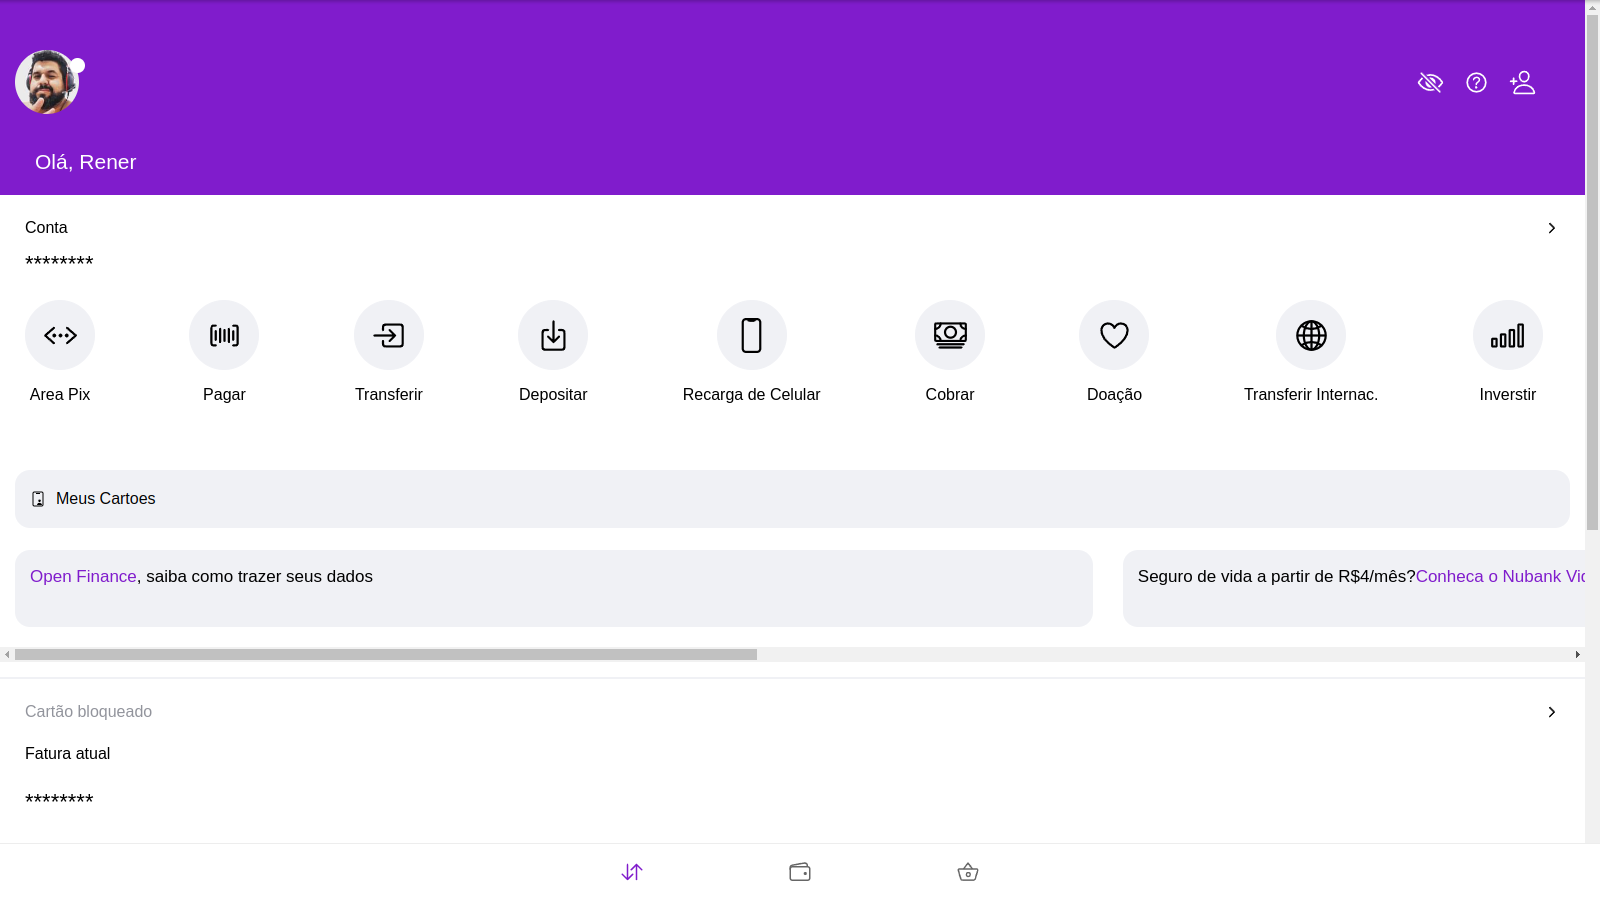 Olá, Rener
Conta
********
Area Pix
Pagar
Transferir
Depositar
Recarga de Celular
Cobrar
Doação
Transferir Internac.
Inverstir
Meus Cartoes
Open Finance, saiba como trazer seus dados
Seguro de vida a partir de R$4/mês?Conheca o Nubank
Cartão bloqueado
Fatura atual
********